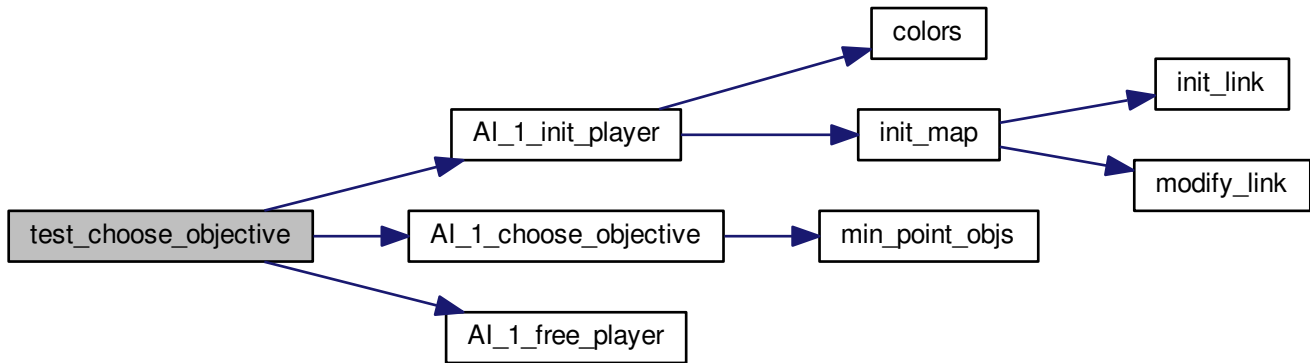 colors
init_link
AI_1_init_player
init_map
modify_link
test_choose_objective
AI_1_choose_objective
min_point_objs
AI_1_free_player